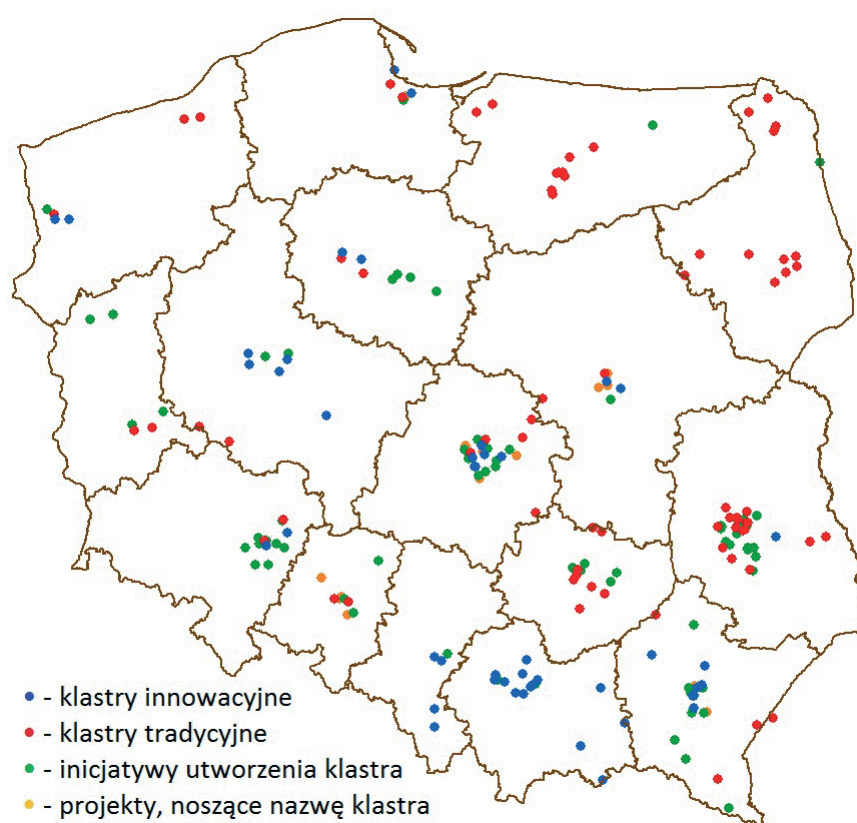 - klastry innowacyjne
- klastry tradycyjne
- inicjatywy utworzenia klastra
- projekty, noszące nazwę klastra